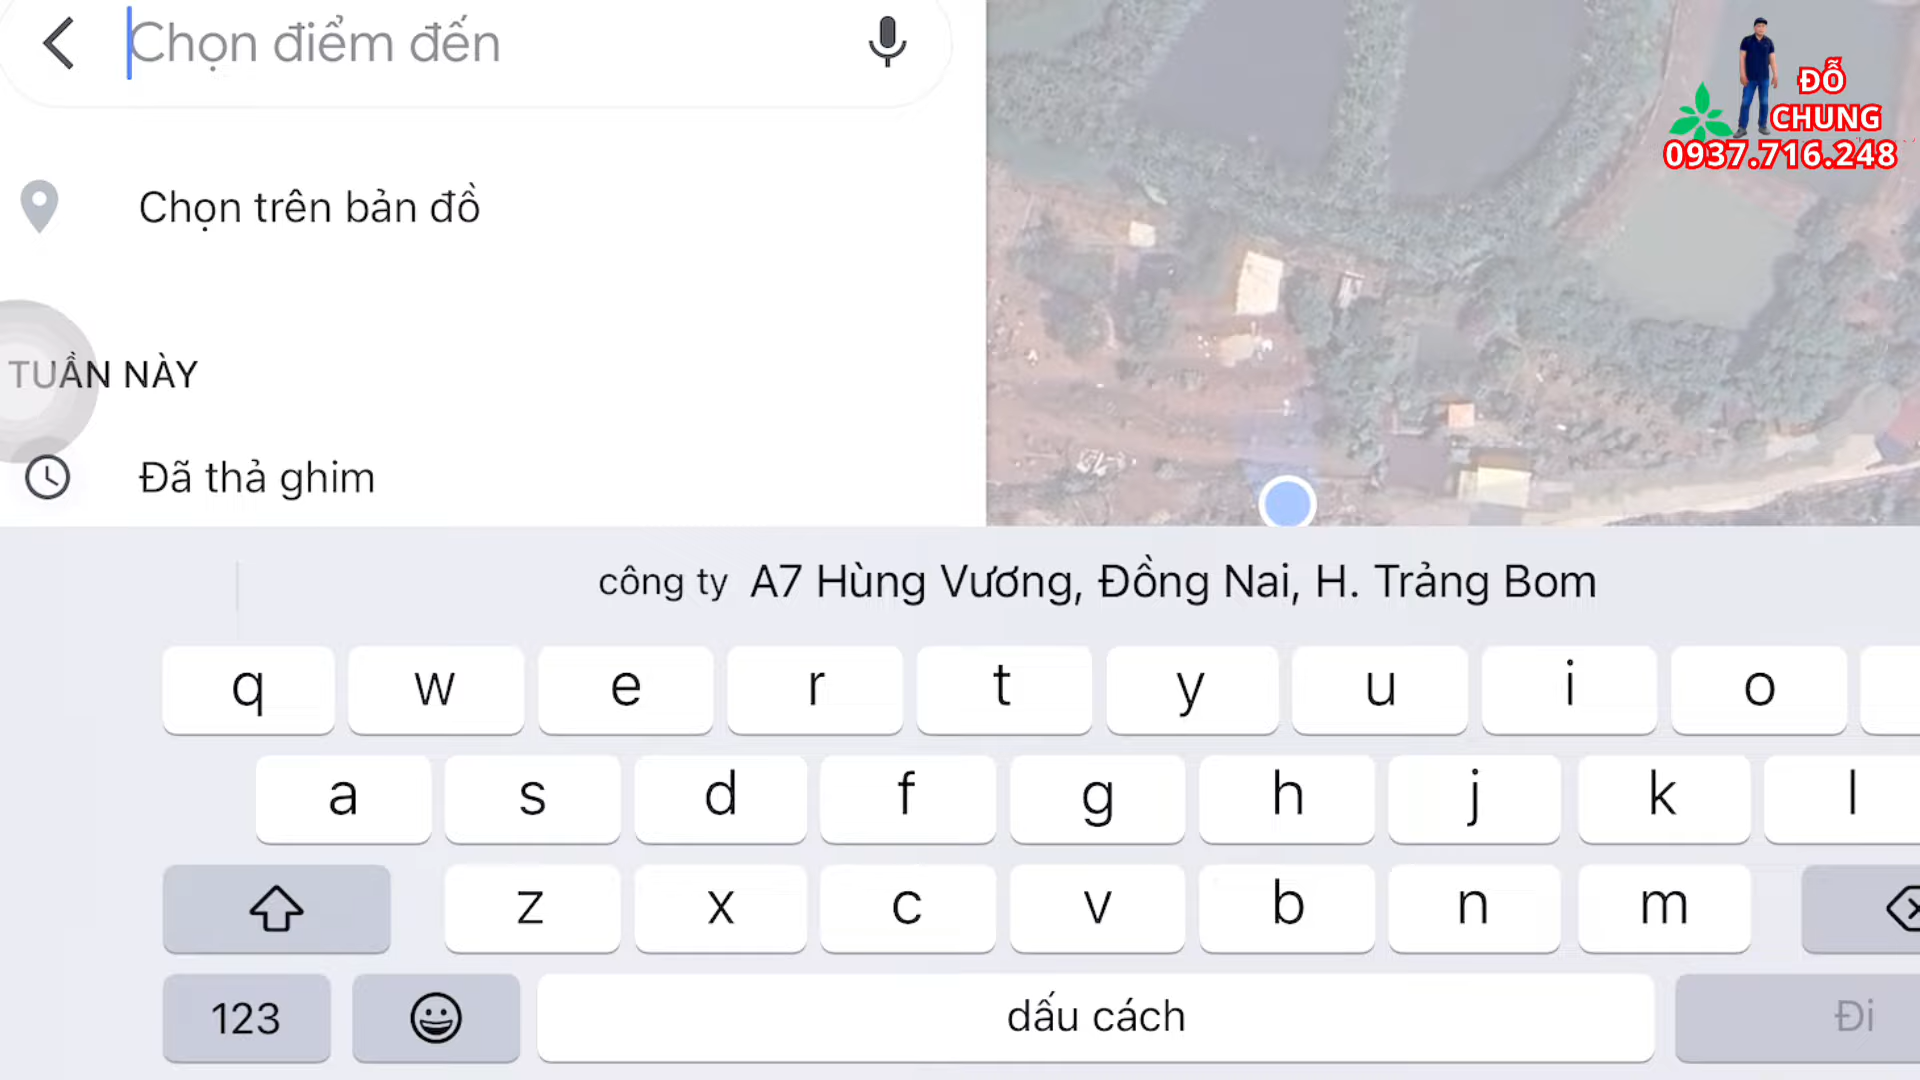 Chọn điểm đến
ĐỖ
CHUNG
0937.716.248
Chọn trên bản đồ
TUẦN NÀY
Đã thả ghim
công ty A7 Hùng Vương, Đồng Nai, H. Trảng Bom
q w e r t y u i o
a s d f g h j k l
z x c v b n m
123 dấu cách Đi